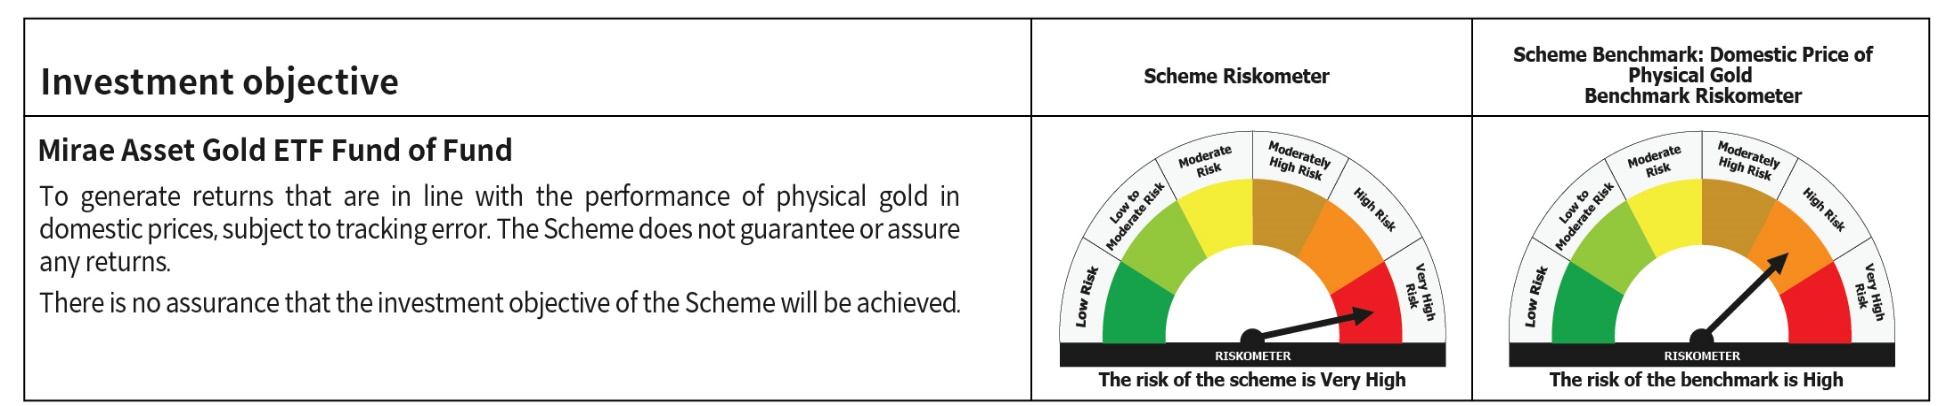 Investment objective
Scheme Riskometer
Scheme Benchmark: Domestic Price of
Physical Gold
Benchmark Riskometer
Mirae Asset Gold ETF Fund of Fund
To generate returns that are in line with the performance of physical gold in
domestic prices, subject to tracking error. The Scheme does not guarantee or assure
any returns.
There is no assurance that the investment objective of the Scheme will be achieved.
Low Risk
Low to
Moderate Risk
Moderate
Risk
Moderately
High Risk
High Risk
Very High
Risk
RISKOMETER
The risk of the scheme is Very High
Low Risk
Low to
Moderate Risk
Moderate
Risk
Moderately
High Risk
High Risk
Very High
Risk
RISKOMETER
The risk of the benchmark is High